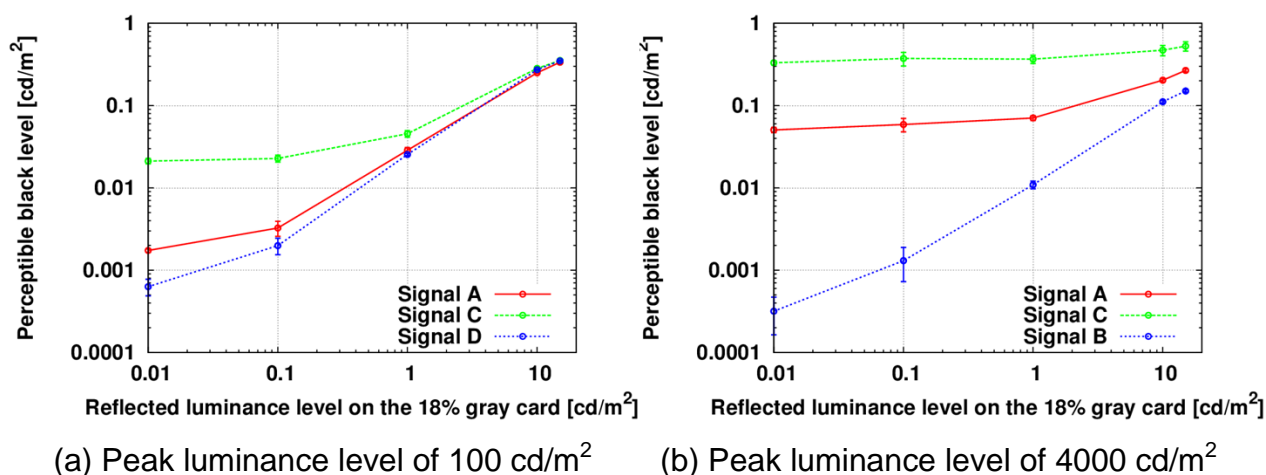 Perceptible black level [cd/m²]
1
0.1
0.01
0.001
0.0001
Signal A
Signal C
Signal D
0.01 0.1 1 10
Reflected luminance level on the 18% gray card [cd/m²]
(a) Peak luminance level of 100 cd/m²
Perceptible black level [cd/m²]
1
0.1
0.01
0.001
0.0001
Signal A
Signal C
Signal B
0.01 0.1 1 10
Reflected luminance level on the 18% gray card [cd/m²]
(b) Peak luminance level of 4000 cd/m²